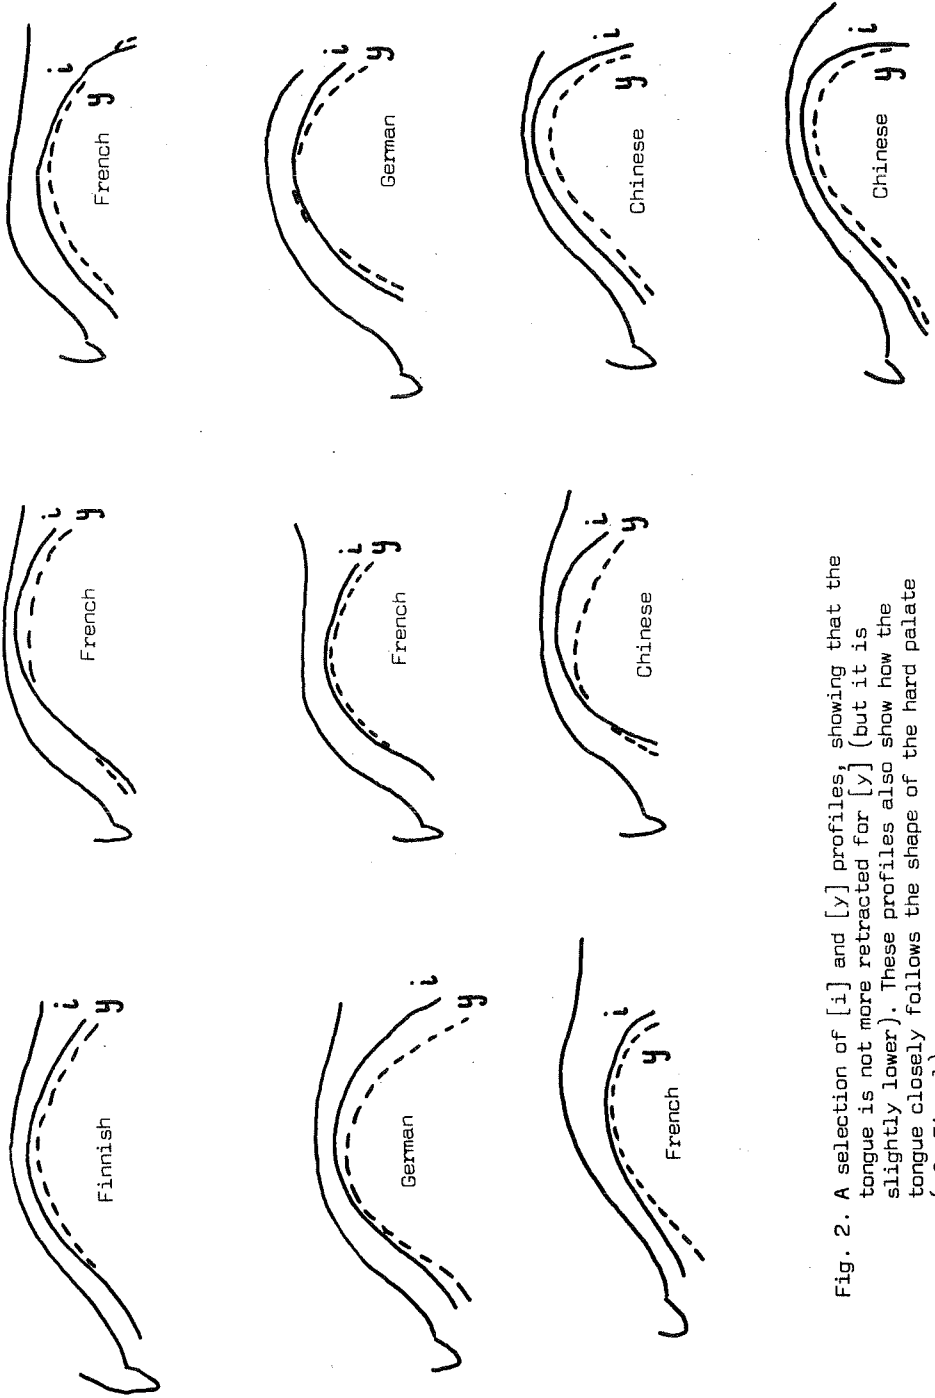 i
y
Finnish
i
y
French
i
y
French
i
y
German
i
y
French
i
y
German
i
y
French
i
y
Chinese
i
y
Chinese
i
y
Chinese
Fig. 2. A selection of [i] and [y] profiles, showing that the
tongue is not more retracted for [y] (but it is
slightly lower). These profiles also show how the
tongue closely follows the shape of the hard palate